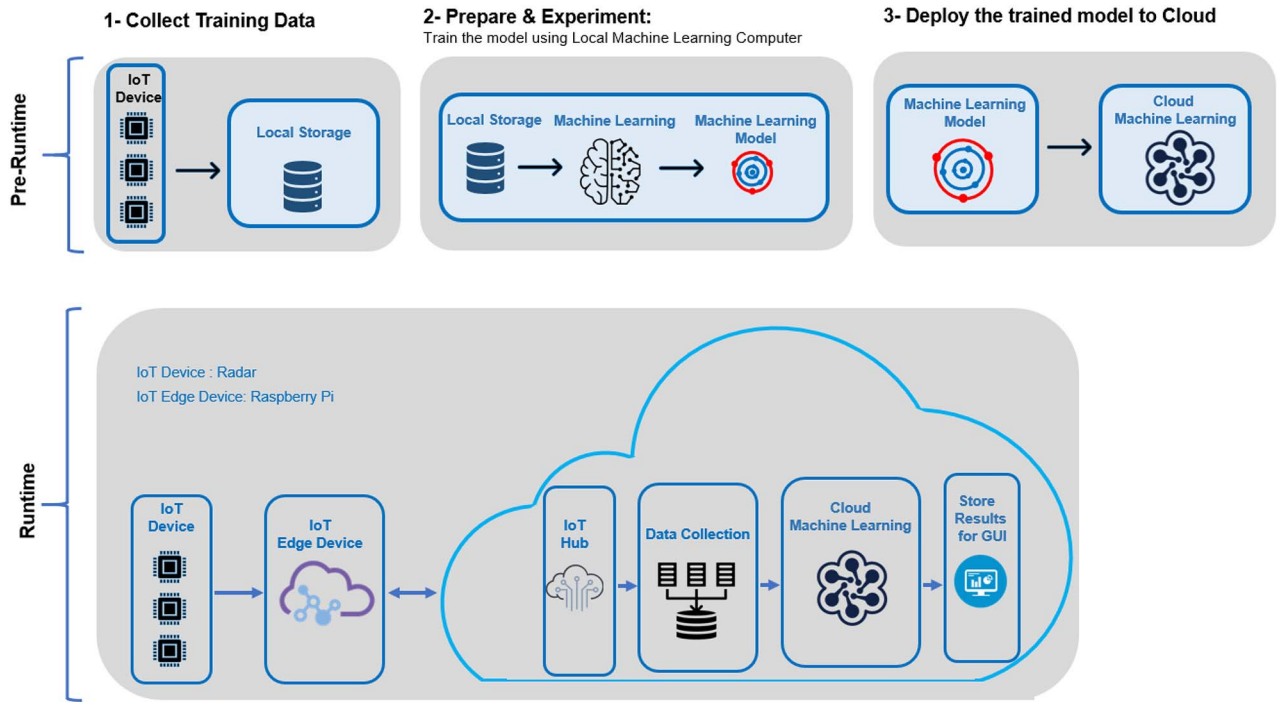 1- Collect Training Data
2- Prepare & Experiment:
Train the model using Local Machine Learning Computer
3- Deploy the trained model to Cloud
Pre-Runtime
IoT
Device
Local Storage
Local Storage
Machine Learning
Machine Learning
Model
Machine Learning
Model
Cloud
Machine Learning
Runtime
IoT Device : Radar
IoT Edge Device: Raspberry Pi
IoT
Device
IoT
Edge Device
IoT
Hub
Data Collection
Cloud
Machine Learning
Store
Results
for GUI